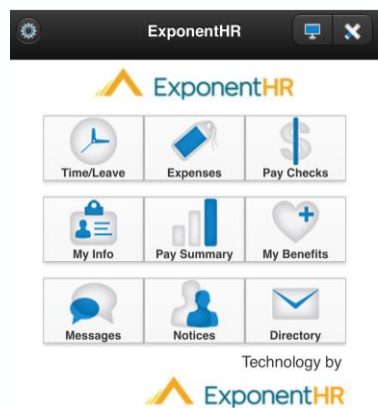 ExponentHR
ExponentHR
Time/Leave Expenses Pay Checks
My Info Pay Summary My Benefits
Messages Notices Directory
Technology by
ExponentHR